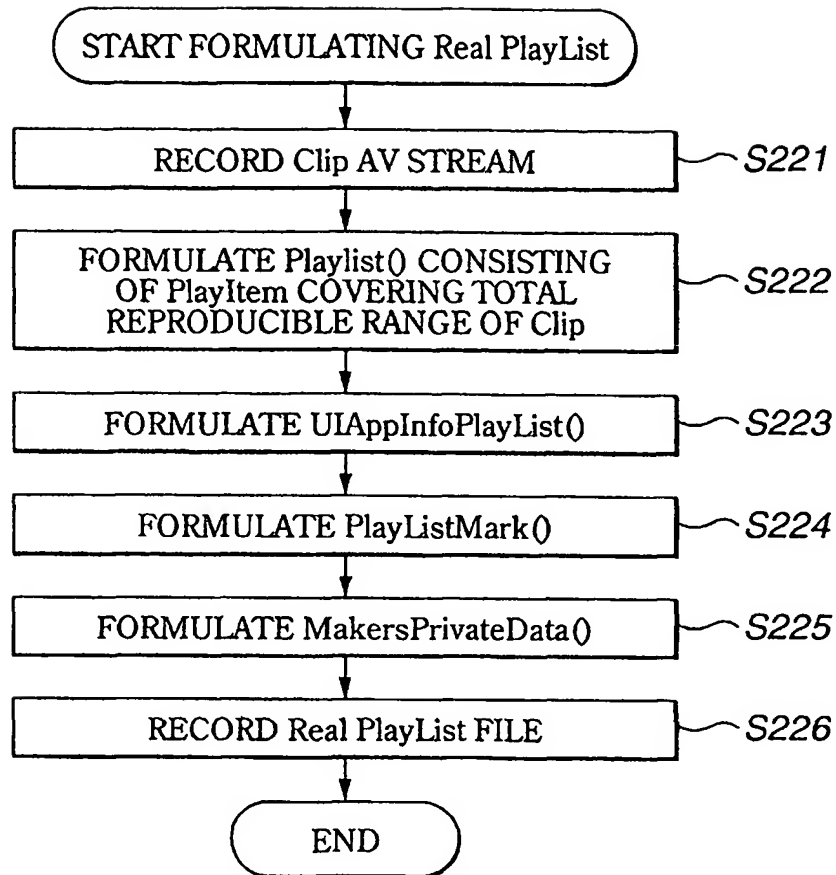 START FORMULATING Real PlayList
RECORD Clip AV STREAM
S221
FORMULATE Playlist() CONSISTING
OF PlayItem COVERING TOTAL
REPRODUCIBLE RANGE OF Clip
S222
FORMULATE UIAppInfoPlayList()
S223
FORMULATE PlayListMark()
S224
FORMULATE MakersPrivateData()
S225
RECORD Real PlayList FILE
S226
END